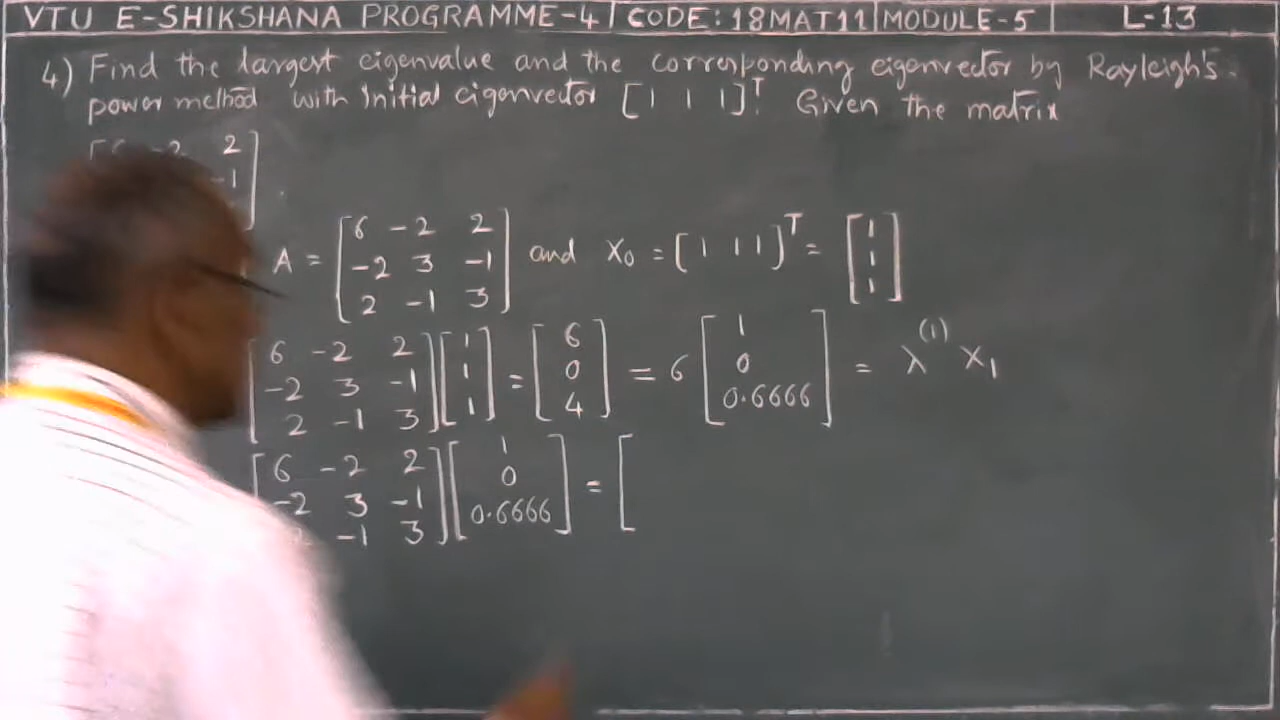 VTU E-SHIKSHANA PROGRAMME-4 | CODE: 18MAT11 | MODULE-5 | L-13
4) Find the largest eigenvalue and the corresponding eigenvector by Rayleigh's
power method with initial eigenvector [1 1 1]ᵀ. Given the matrix
2
-1
A = [6 -2 2 and X₀ = [1 1 1]ᵀ = [1
-2 3 -1 1
2 -1 3] 1]
[6 -2 2] [1] = [6] = 6 [1] = λ⁽¹⁾ X₁
-2 3 -1 1 0 0
2 -1 3 1 4 0.6666
[6 -2 2] [1] = [
-2 3 -1 0
-1 3 0.6666